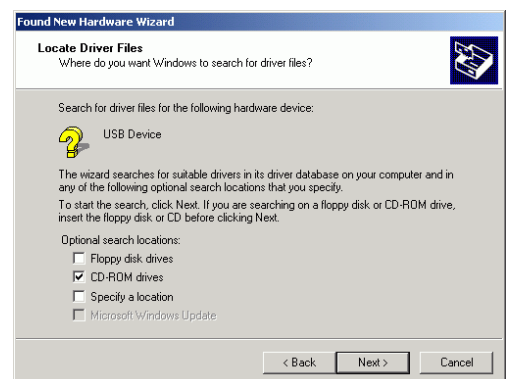 Found New Hardware Wizard
Locate Driver Files
Where do you want Windows to search for driver files?
Search for driver files for the following hardware device:
USB Device
The wizard searches for suitable drivers in its driver database on your computer and in
any of the following optional search locations that you specify.
To start the search, click Next. If you are searching on a floppy disk or CD-ROM drive,
insert the floppy disk or CD before clicking Next.
Optional search locations:
Floppy disk drives
CD-ROM drives
Specify a location
Microsoft Windows Update
< Back Next > Cancel